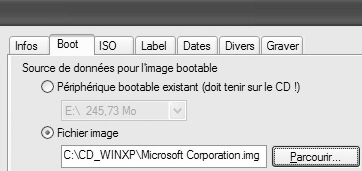 Infos Boot ISO Label Dates Divers Graver
Source de données pour l'image bootable
Périphérique bootable existant (doit tenir sur le CD !)
E:\ 245,73 Mo
Fichier image
C:\CD_WINXP\Microsoft Corporation.img Parcourir...